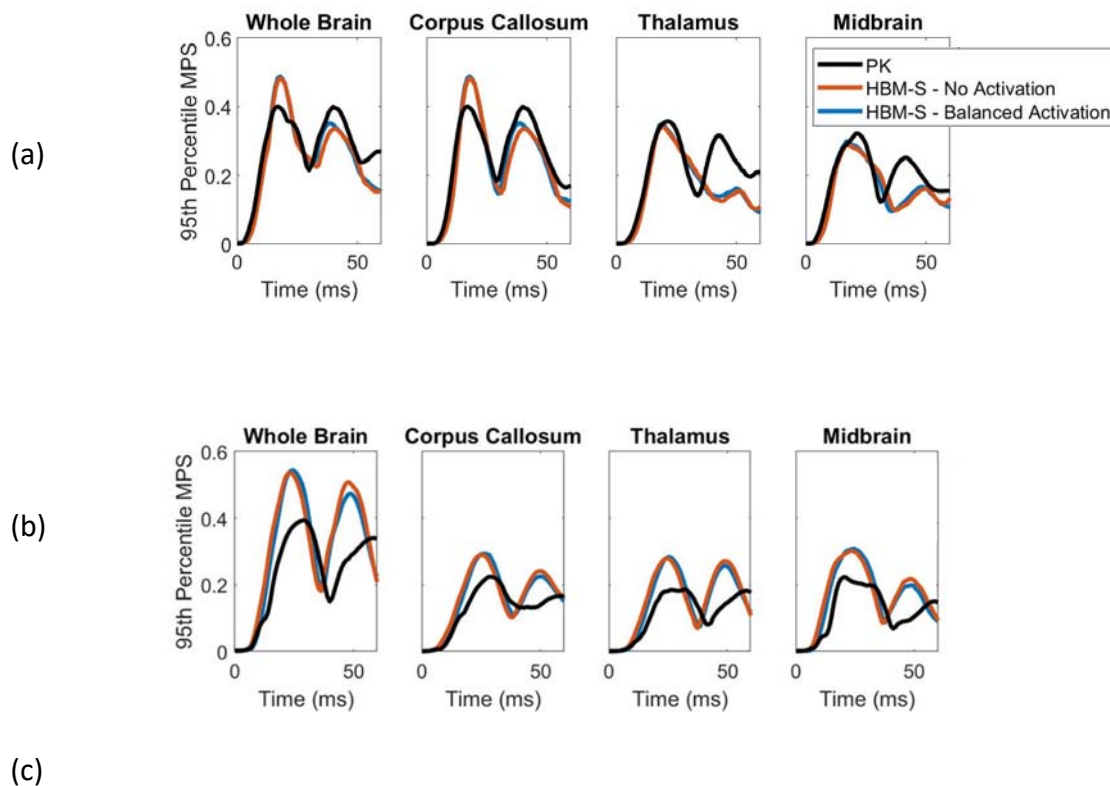 Whole Brain Corpus Callosum Thalamus Midbrain
(a)
95th Percentile MPS
0.6
0.4
0.2
0
PK
HBM-S - No Activation
HBM-S - Balanced Activation
0 50 0 50 0 50 0 50
Time (ms) Time (ms) Time (ms) Time (ms)
Whole Brain Corpus Callosum Thalamus Midbrain
(b)
95th Percentile MPS
0.6
0.4
0.2
0
0 50 0 50 0 50 0 50
Time (ms) Time (ms) Time (ms) Time (ms)
(c)